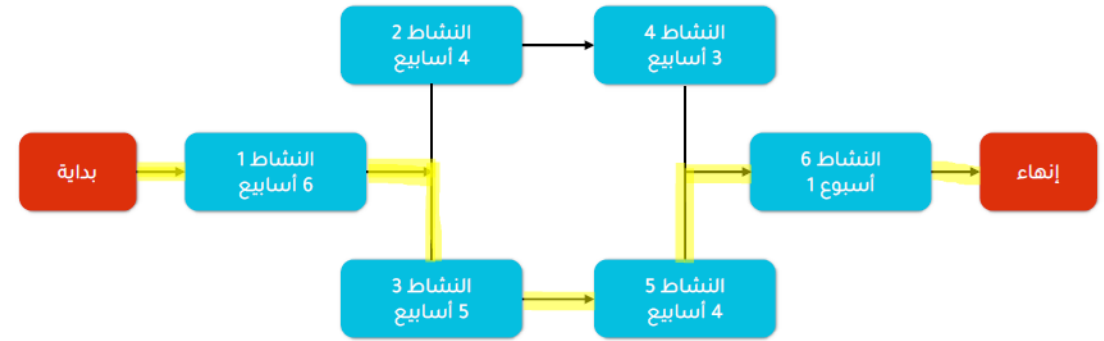 النشاط 2
4 أسابيع
النشاط 4
3 أسابيع
بداية
النشاط 1
6 أسابيع
النشاط 6
أسبوع 1
إنهاء
النشاط 3
5 أسابيع
النشاط 5
4 أسابيع